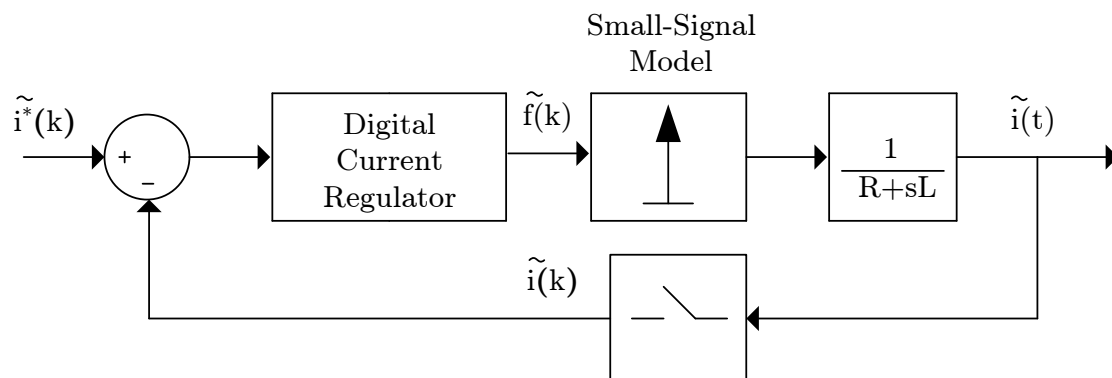 Small-Signal
Model
ĩ*(k)
+
−
Digital
Current
Regulator
f̃(k)
1
R+sL
ĩ(t)
ĩ(k)